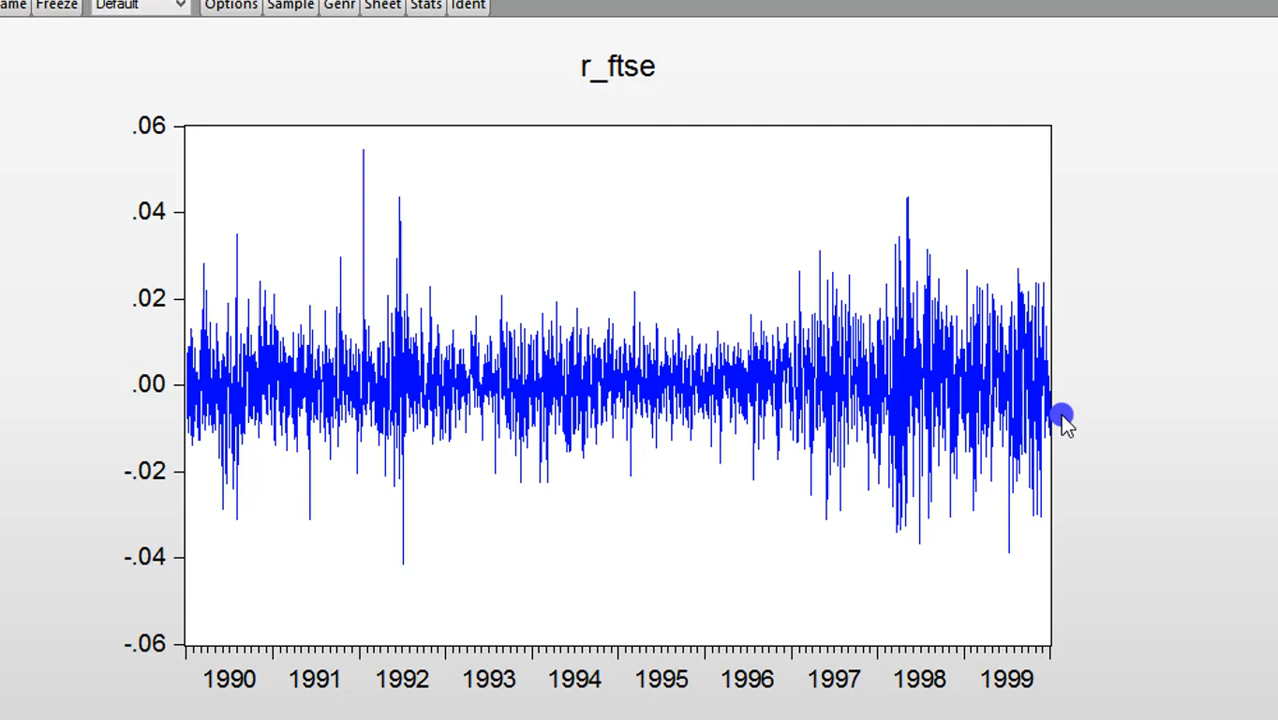 ame Freeze Default Options Sample Genr Sheet Stats Ident
r_ftse
.06
.04
.02
.00
-.02
-.04
-.06
1990 1991 1992 1993 1994 1995 1996 1997 1998 1999